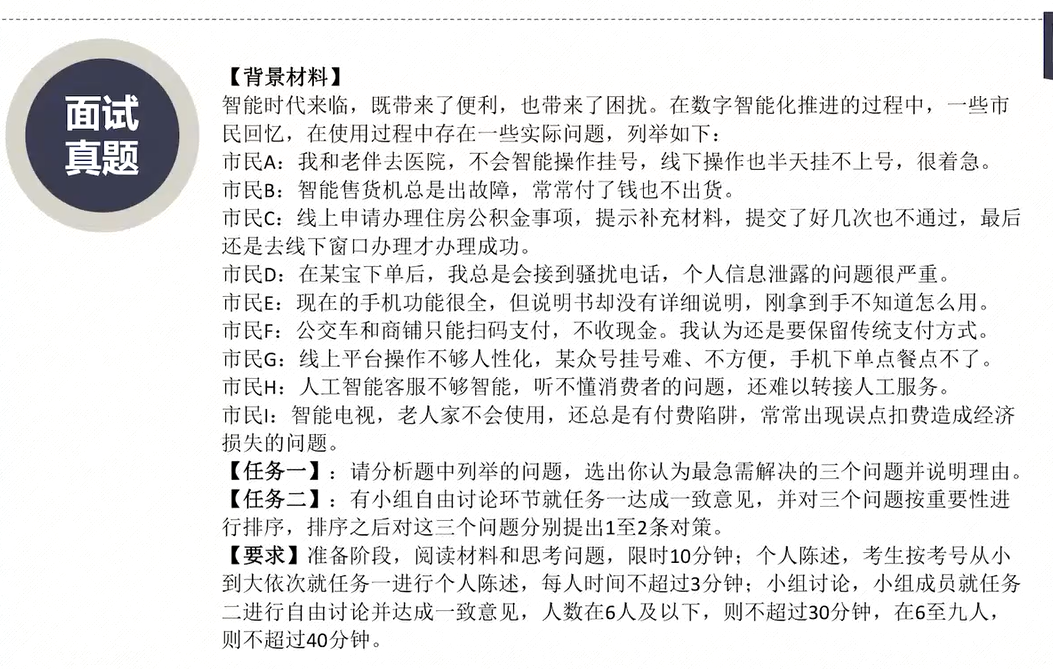 面试
真题
【背景材料】
智能时代来临，既带来了便利，也带来了困扰。在数字智能化推进的过程中，一些市
民回忆，在使用过程中存在一些实际问题，列举如下：
市民A：我和老伴去医院，不会智能操作挂号，线下操作也半天挂不上号，很着急。
市民B：智能售货机总是出故障，常常付了钱也不出货。
市民C：线上申请办理住房公积金事项，提示补充材料，提交了好几次也不通过，最后
还是去线下窗口办理才办理成功。
市民D：在某宝下单后，我总是会接到骚扰电话，个人信息泄露的问题很严重。
市民E：现在的手机功能很全，但说明书却没有详细说明，刚拿到手不知道怎么用。
市民F：公交车和商铺只能扫码支付，不收现金。我认为还是要保留传统支付方式。
市民G：线上平台操作不够人性化，某众号挂号难、不方便，手机下单点餐点不了。
市民H：人工智能客服不够智能，听不懂消费者的问题，还难以转接人工服务。
市民I：智能电视，老人家不会使用，还总是有付费陷阱，常常出现误点扣费造成经济
损失的问题。
【任务一】：请分析题中列举的问题，选出你认为最急需解决的三个问题并说明理由。
【任务二】：有小组自由讨论环节就任务一达成一致意见，并对三个问题按重要性进
行排序，排序之后对这三个问题分别提出1至2条对策。
【要求】准备阶段，阅读材料和思考问题，限时10分钟；个人陈述，考生按考号从小
到大依次就任务一进行个人陈述，每人时间不超过3分钟；小组讨论，小组成员就任务
二进行自由讨论并达成一致意见，人数在6人及以下，则不超过30分钟，在6至九人，
则不超过40分钟。